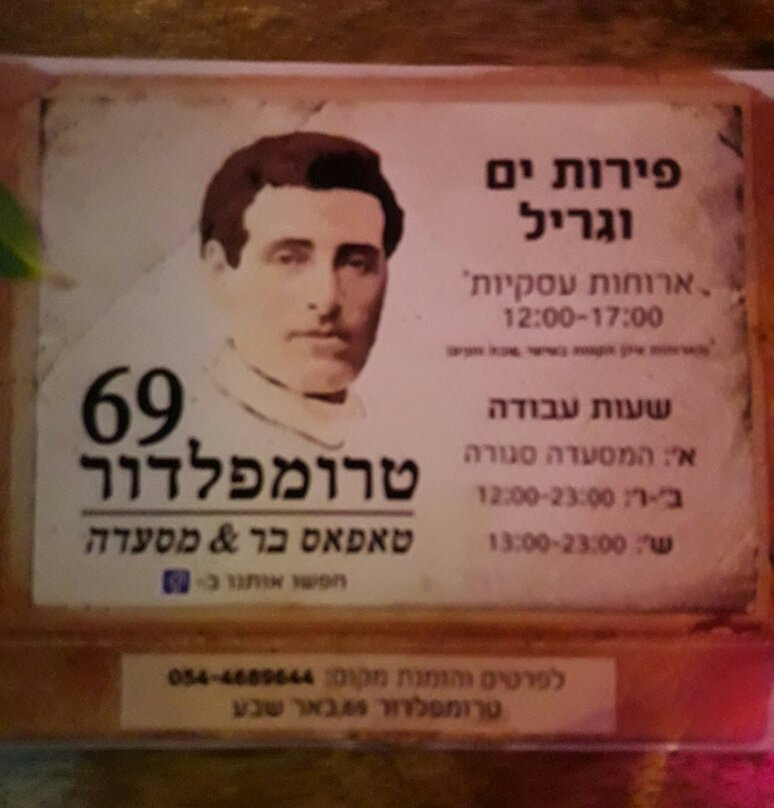 פירות ים
וגריל
ארוחות עסקיות*
12:00-17:00
שעות עבודה
א': המסעדה סגורה
ב'-ו': 12:00-23:00
ש': 13:00-23:00
69
טרומפלדור
טאפאס בר & מסעדה
חפשו אותנו ב-
לפרטים והזמנת מקום: 054-4689644
טרומפלדור 69, באר שבע